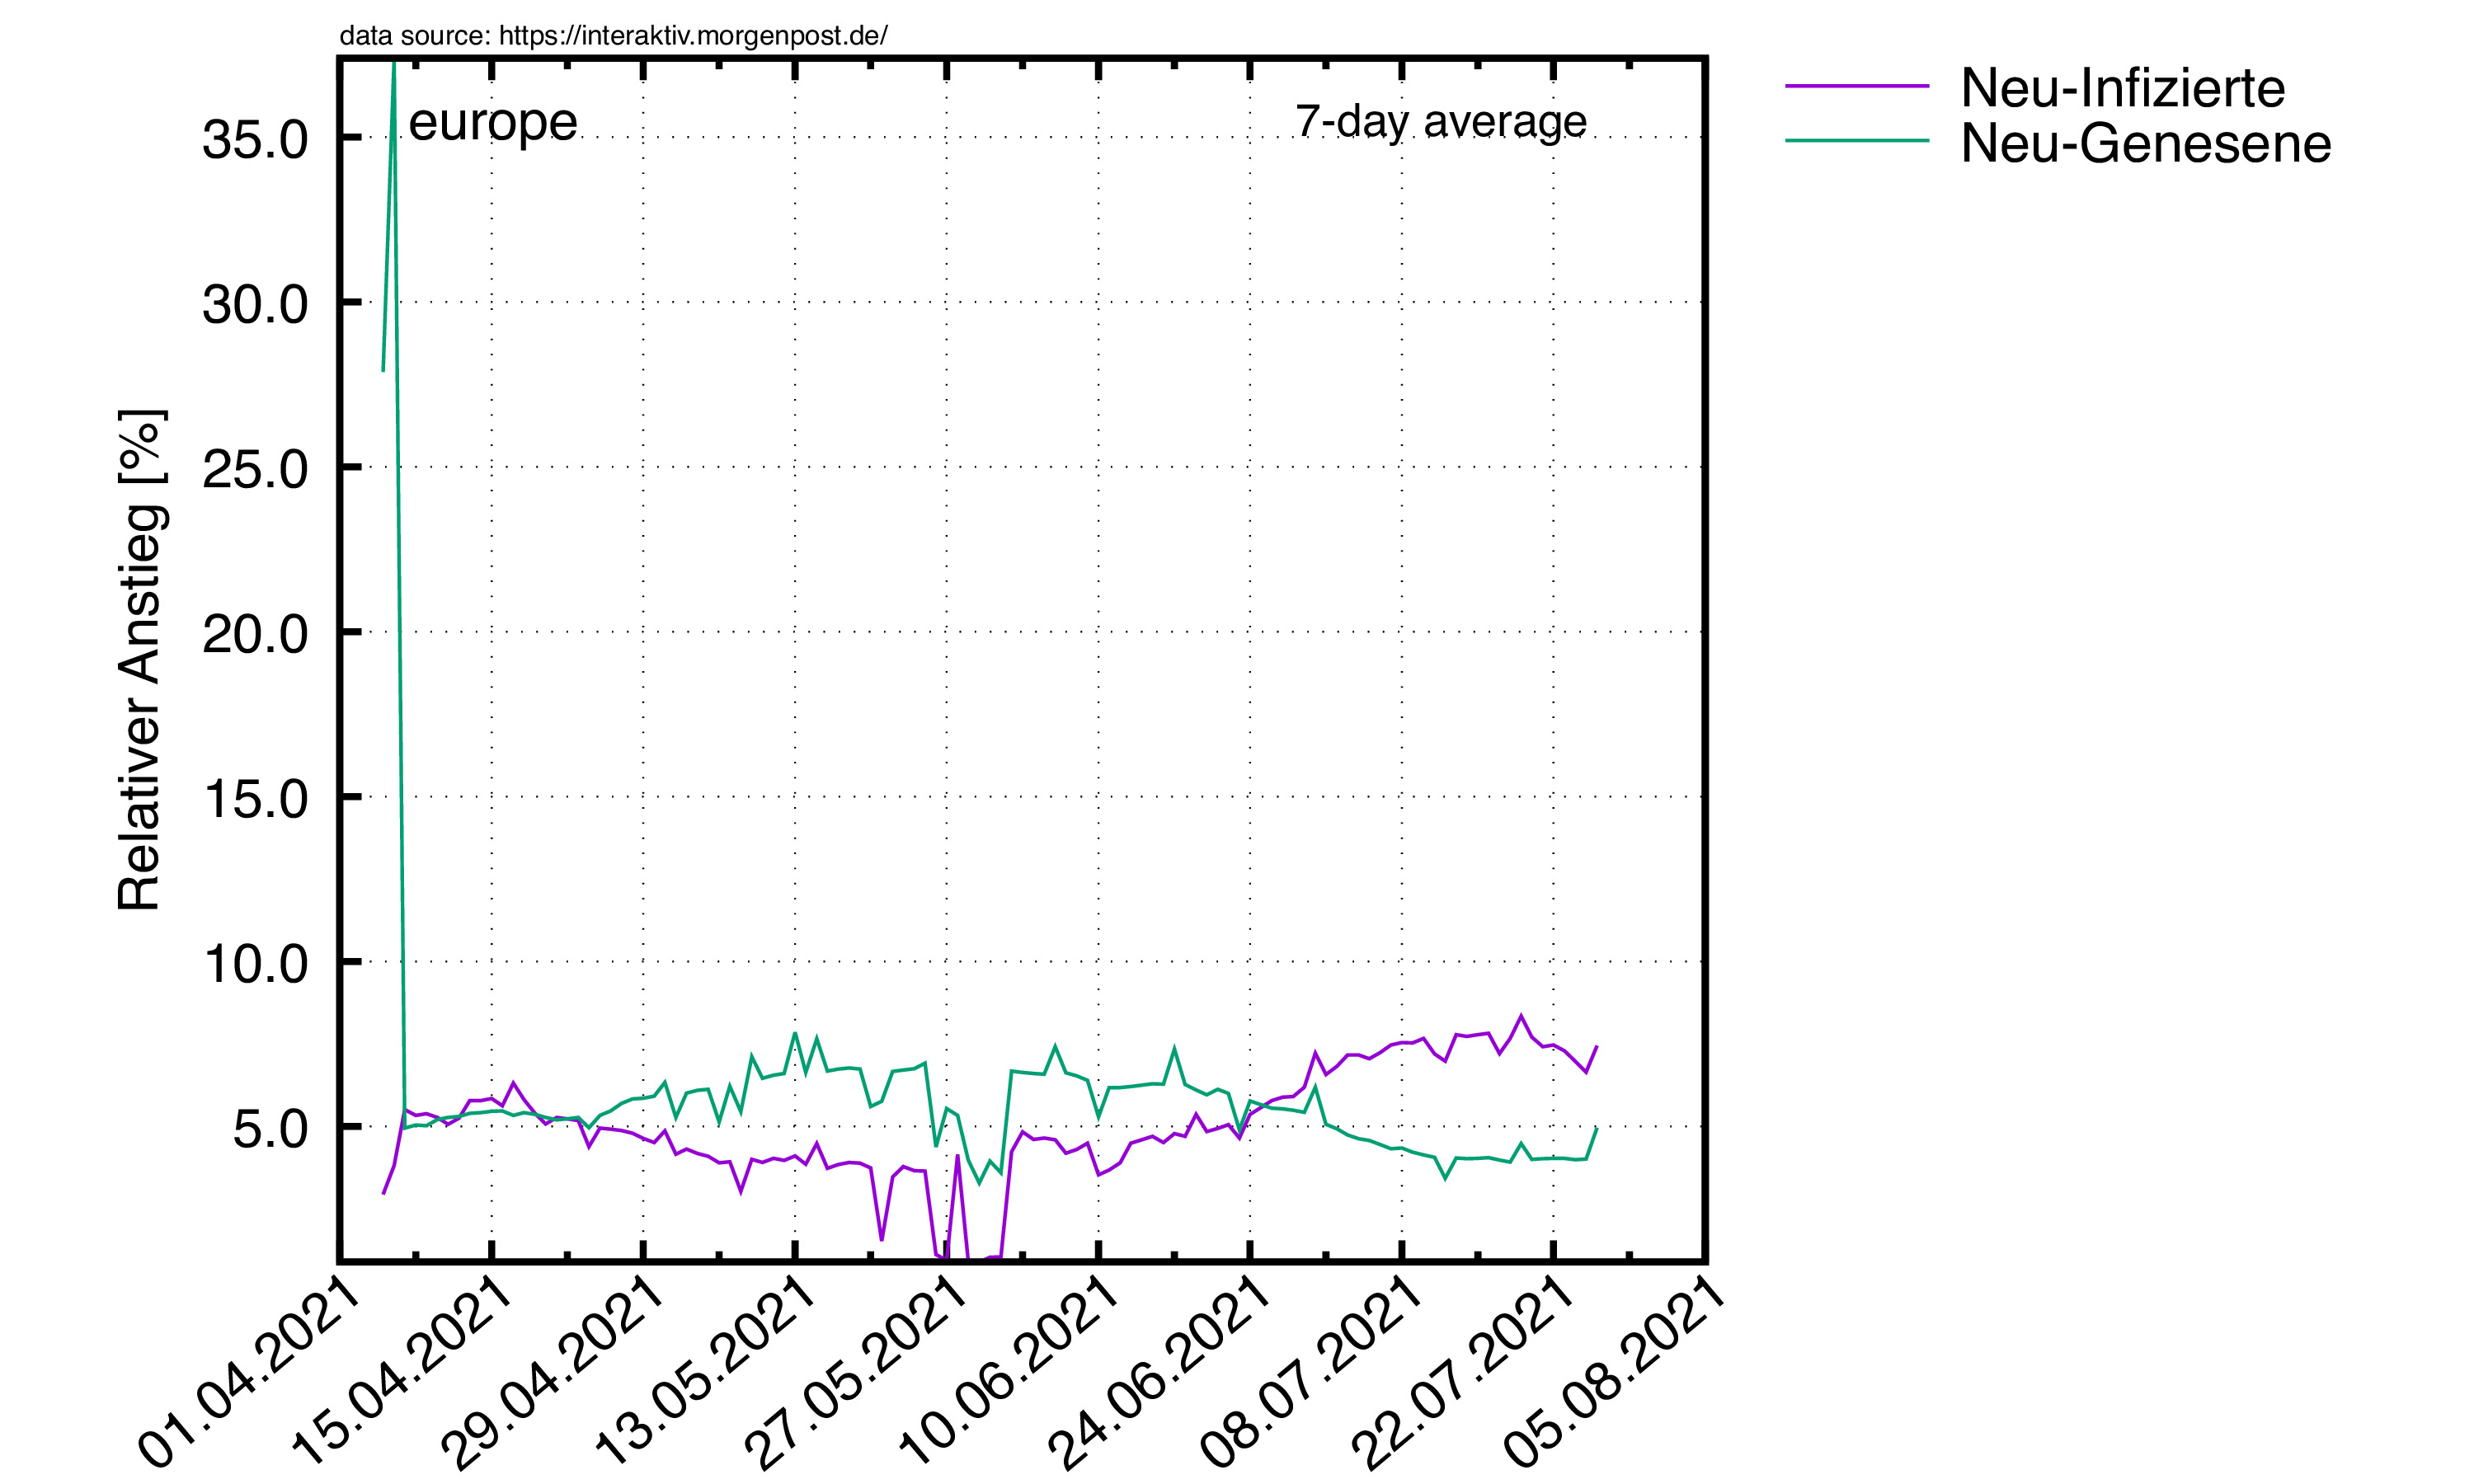 data source: https://interaktiv.morgenpost.de/
europe
7-day average
Neu-Infizierte
Neu-Genesene
Relativer Anstieg [%]
35.0
30.0
25.0
20.0
15.0
10.0
5.0
01.04.2021
15.04.2021
29.04.2021
13.05.2021
27.05.2021
10.06.2021
24.06.2021
08.07.2021
22.07.2021
05.08.2021